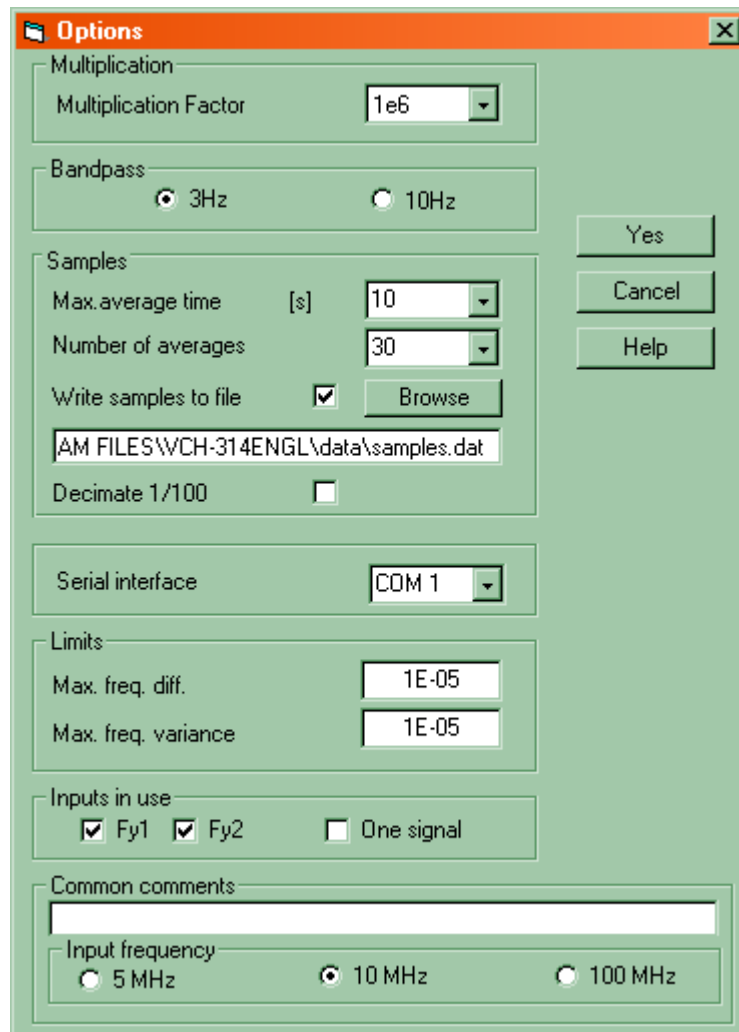 Options
Multiplication
Multiplication Factor 1e6
Bandpass
3Hz 10Hz
Yes
Samples
Max.average time [s] 10
Cancel
Number of averages 30
Help
Write samples to file Browse
AM FILES\VCH-314ENGL\data\samples.dat
Decimate 1/100
Serial interface COM 1
Limits
Max. freq. diff. 1E-05
Max. freq. variance 1E-05
Inputs in use
Fy1 Fy2 One signal
Common comments
Input frequency
5 MHz 10 MHz 100 MHz